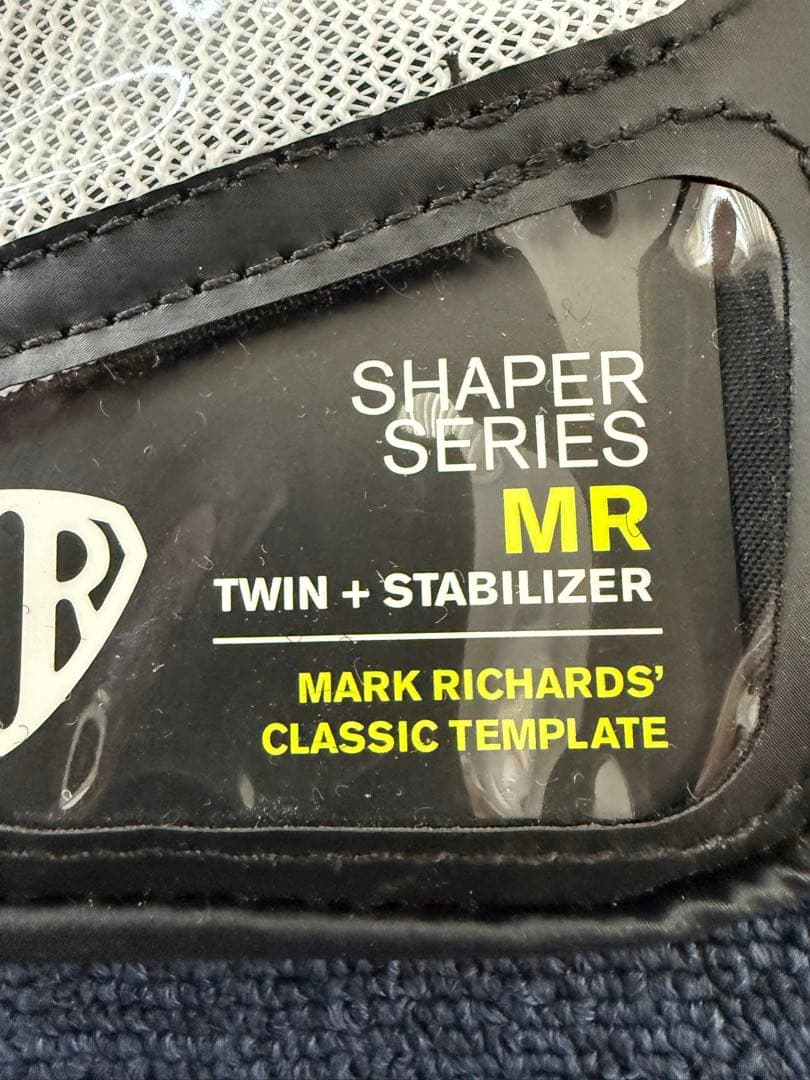 SHAPER
SERIES
MR
TWIN + STABILIZER
MARK RICHARDS’
CLASSIC TEMPLATE